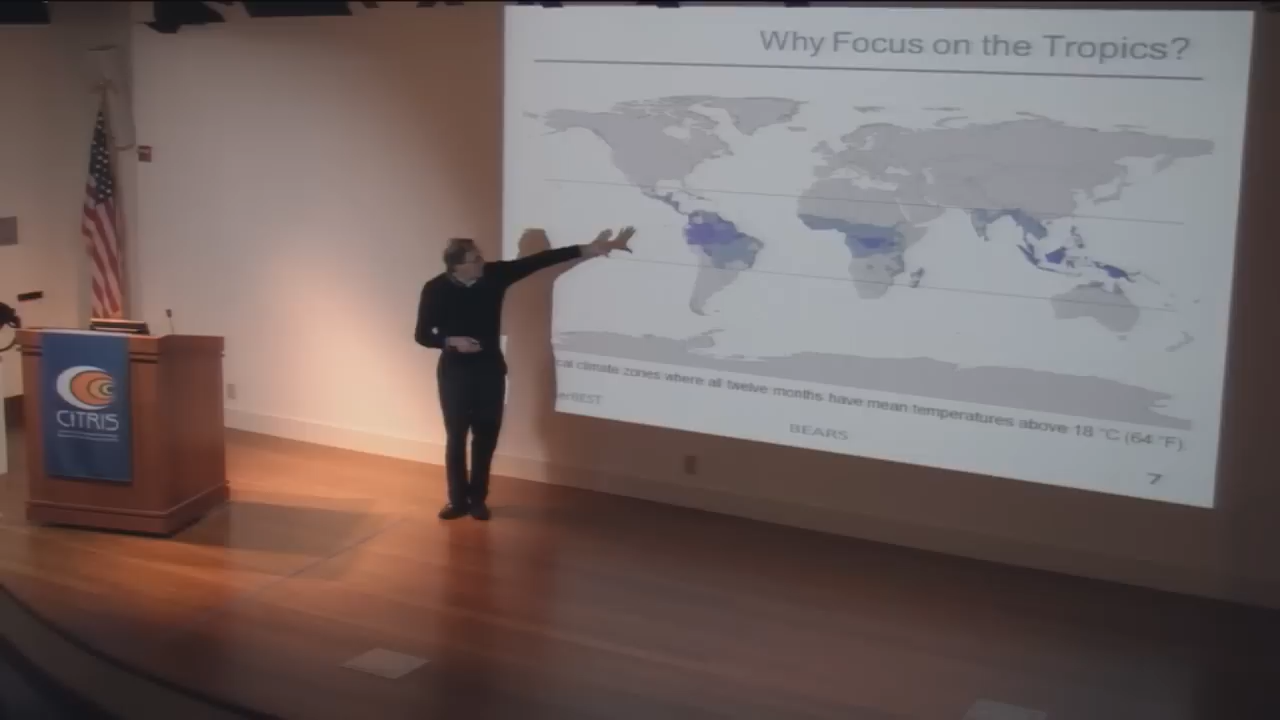 Why Focus on the Tropics?
cal climate zones where all twelve months have mean temperatures above 18 °C (64 °F).
erBEST
BEARS
7
CITRIS